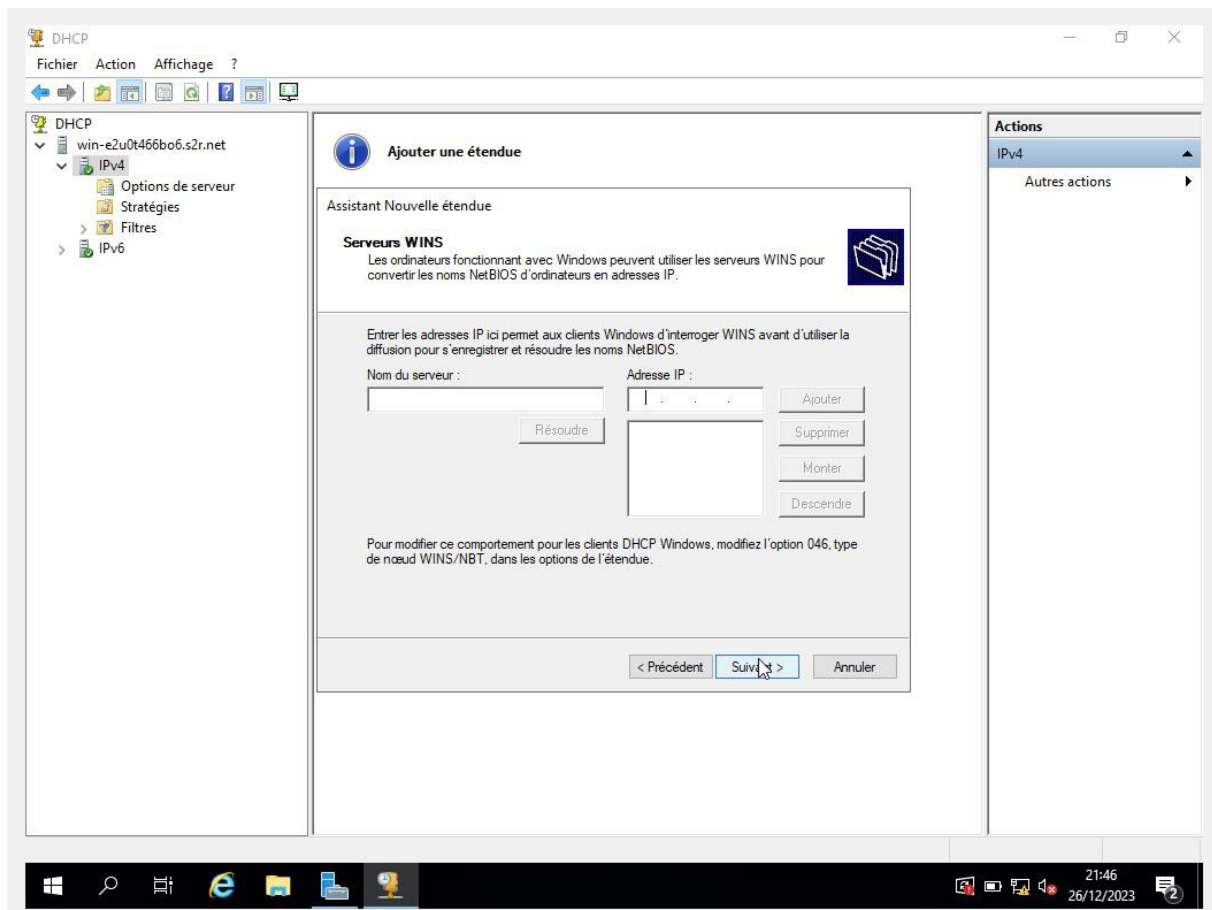 DHCP
Fichier Action Affichage ?
DHCP
win-e2u0t466bo6.s2r.net
IPv4
Options de serveur
Stratégies
Filtres
IPv6
Ajouter une étendue
Assistant Nouvelle étendue
Serveurs WINS
Les ordinateurs fonctionnant avec Windows peuvent utiliser les serveurs WINS pour
convertir les noms NetBIOS d'ordinateurs en adresses IP.
Entrer les adresses IP ici permet aux clients Windows d'interroger WINS avant d'utiliser la
diffusion pour s'enregistrer et résoudre les noms NetBIOS.
Nom du serveur :
Adresse IP :
Ajouter
Résoudre
Supprimer
Monter
Descendre
Pour modifier ce comportement pour les clients DHCP Windows, modifiez l'option 046, type
de nœud WINS/NBT, dans les options de l'étendue.
< Précédent
Suivant >
Annuler
Actions
IPv4
Autres actions
21:46
26/12/2023
2